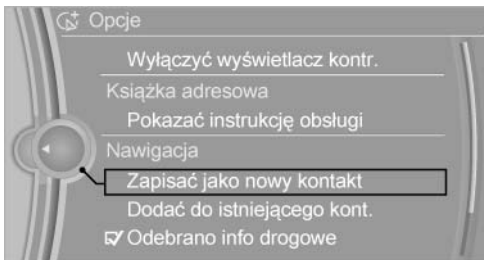 Opcje
Wyłączyć wyświetlacz kontr.
Książka adresowa
Pokazać instrukcję obsługi
Nawigacja
Zapisać jako nowy kontakt
Dodać do istniejącego kont.
Odebrano info drogowe